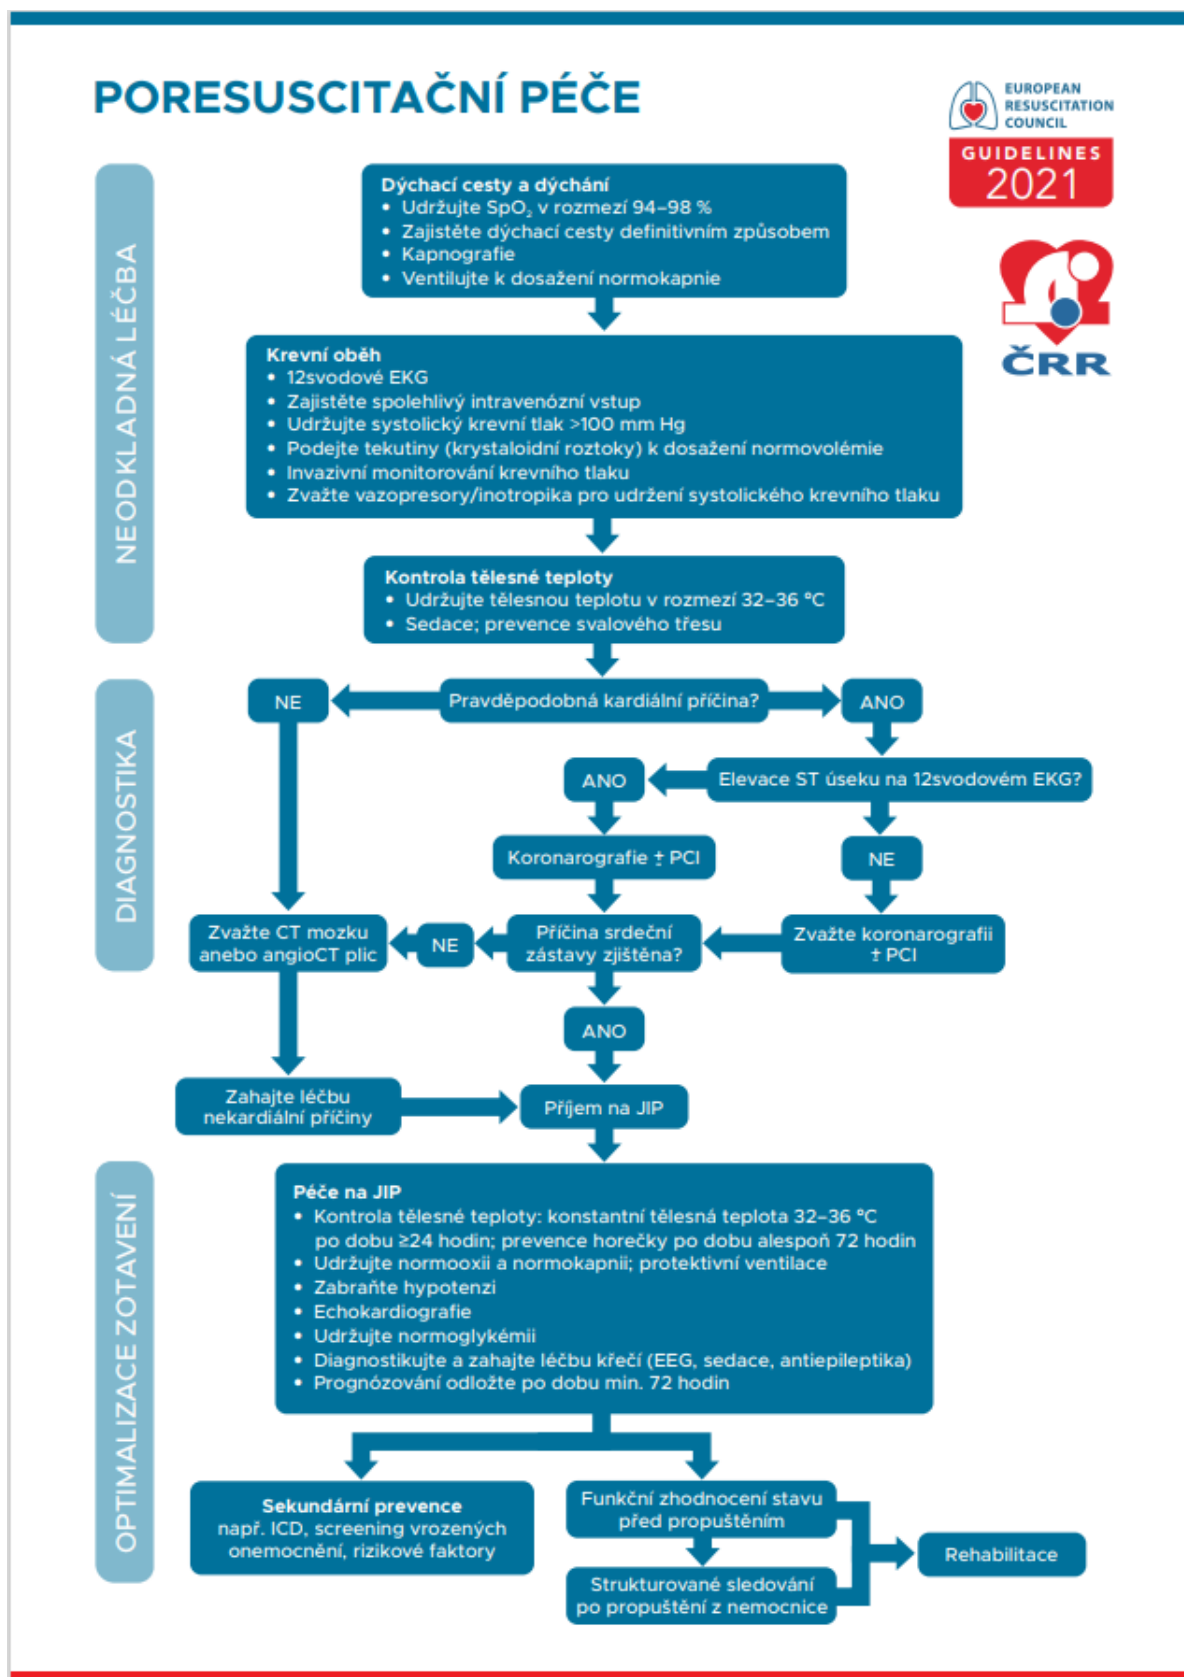 PORESUSCITAČNÍ PÉČE
EUROPEAN
RESUSCITATION
COUNCIL
GUIDELINES
2021
ČRR
NEODKLADNÁ LÉČBA
Dýchací cesty a dýchání
• Udržujte SpO₂ v rozmezí 94–98 %
• Zajistěte dýchací cesty definitivním způsobem
• Kapnografie
• Ventilujte k dosažení normokapnie
Krevní oběh
• 12svodové EKG
• Zajistěte spolehlivý intravenózní vstup
• Udržujte systolický krevní tlak >100 mm Hg
• Podejte tekutiny (krystaloidní roztoky) k dosažení normovolémie
• Invazivní monitorování krevního tlaku
• Zvažte vazopresory/inotropika pro udržení systolického krevního tlaku
Kontrola tělesné teploty
• Udržujte tělesnou teplotu v rozmezí 32–36 °C
• Sedace; prevence svalového třesu
DIAGNOSTIKA
NE
Pravděpodobná kardiální příčina?
ANO
ANO
Elevace ST úseku na 12svodovém EKG?
Koronarografie ± PCI
NE
Zvažte CT mozku
anebo angioCT plic
NE
Příčina srdeční
zástavy zjištěna?
Zvažte koronarografii
± PCI
ANO
Zahajte léčbu
nekardiální příčiny
Příjem na JIP
OPTIMALIZACE ZOTAVENÍ
Péče na JIP
• Kontrola tělesné teploty: konstantní tělesná teplota 32–36 °C
po dobu ≥24 hodin; prevence horečky po dobu alespoň 72 hodin
• Udržujte normooxii a normokapnii; protektivní ventilace
• Zabraňte hypotenzi
• Echokardiografie
• Udržujte normoglykémii
• Diagnostikujte a zahajte léčbu křečí (EEG, sedace, antiepileptika)
• Prognózování odložte po dobu min. 72 hodin
Sekundární prevence
např. ICD, screening vrozených
onemocnění, rizikové faktory
Funkční zhodnocení stavu
před propuštěním
Strukturované sledování
po propuštění z nemocnice
Rehabilitace